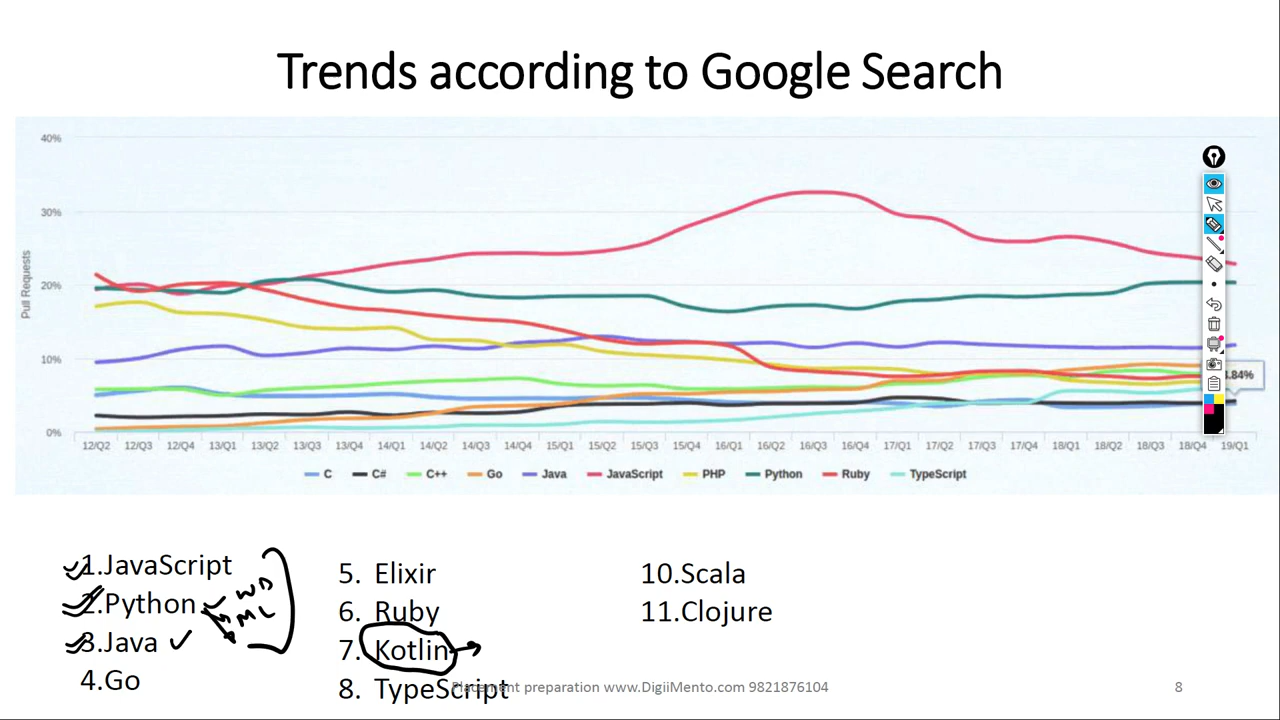 Trends according to Google Search
40%
30%
20%
10%
0%
Pull Requests
12/Q2 12/Q3 12/Q4 13/Q1 13/Q2 13/Q3 13/Q4 14/Q1 14/Q2 14/Q3 14/Q4 15/Q1 15/Q2 15/Q3 15/Q4 16/Q1 16/Q2 16/Q3 16/Q4 17/Q1 17/Q2 17/Q3 17/Q4 18/Q1 18/Q2 18/Q3 18/Q4 19/Q1
.84%
C C# C++ Go Java JavaScript PHP Python Ruby TypeScript
1.JavaScript
2.Python
WD
ML
3.Java
4.Go
5. Elixir
6. Ruby
7. Kotlin
8. TypeScript
10.Scala
11.Clojure
Placement preparation www.DigiiMento.com 9821876104
8